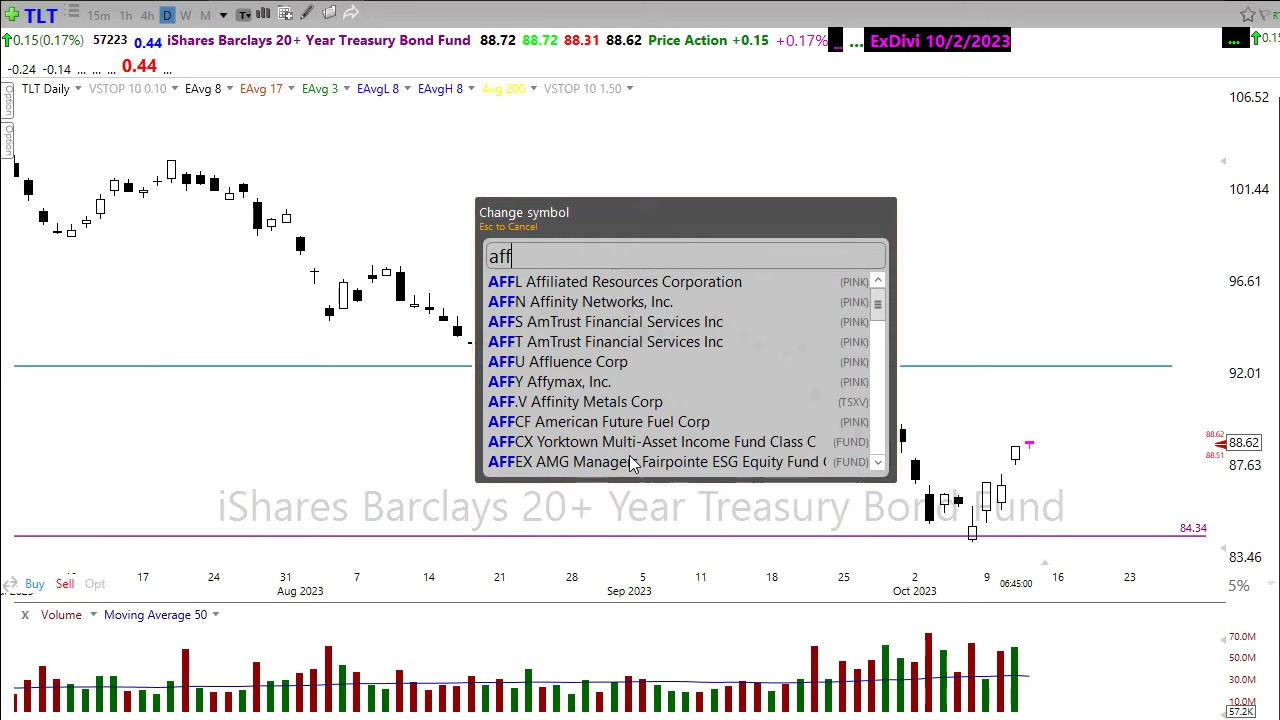 TLT 15m 1h 4h D W M T
0.15(0.17%) 57223 0.44 iShares Barclays 20+ Year Treasury Bond Fund 88.72 88.72 88.31 88.62 Price Action +0.15 +0.17% ... ... ExDivi 10/2/2023 ... 0.15
-0.24 -0.14 ... ... ... 0.44 ...
TLT Daily VSTOP 10 0.10 EAvg 8 EAvg 17 EAvg 3 EAvgL 8 EAvgH 8 Avg 200 VSTOP 10 1.50
Option
Option
106.52
101.44
96.61
92.01
88.62
88.62
88.51
87.63
84.34
83.46
5%
Change symbol
Esc to Cancel
aff
AFFL Affiliated Resources Corporation (PINK)
AFFN Affinity Networks, Inc. (PINK)
AFFS AmTrust Financial Services Inc (PINK)
AFFT AmTrust Financial Services Inc (PINK)
AFFU Affluence Corp (PINK)
AFFY Affymax, Inc. (PINK)
AFF.V Affinity Metals Corp (TSXV)
AFFCF American Future Fuel Corp (PINK)
AFFCX Yorktown Multi-Asset Income Fund Class C (FUND)
AFFEX AMG Managers Fairpointe ESG Equity Fund (FUND)
iShares Barclays 20+ Year Treasury Bond Fund
17 24 31 7 14 21 28 5 11 18 25 2 9 06:45:00 16 23
Buy Sell Opt
Aug 2023 Sep 2023 Oct 2023
X Volume Moving Average 50
70.0M
50.0M
30.0M
10.0M
57.2K